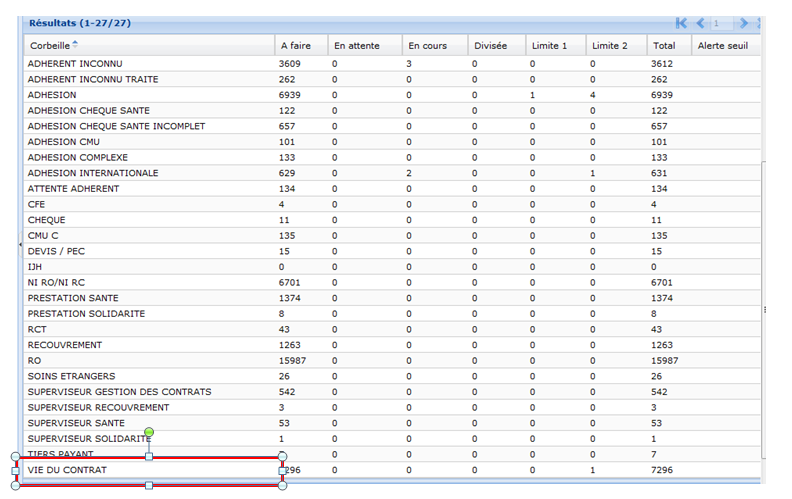 Résultats (1-27/27) 1
Corbeille A faire En attente En cours Divisée Limite 1 Limite 2 Total Alerte seuil
ADHERENT INCONNU 3609 0 3 0 0 0 3612
ADHERENT INCONNU TRAITE 262 0 0 0 0 0 262
ADHESION 6939 0 0 0 1 4 6939
ADHESION CHEQUE SANTE 122 0 0 0 0 0 122
ADHESION CHEQUE SANTE INCOMPLET 657 0 0 0 0 0 657
ADHESION CMU 101 0 0 0 0 0 101
ADHESION COMPLEXE 133 0 0 0 0 0 133
ADHESION INTERNATIONALE 629 0 2 0 0 1 631
ATTENTE ADHERENT 134 0 0 0 0 0 134
CFE 4 0 0 0 0 0 4
CHEQUE 11 0 0 0 0 0 11
CMU C 135 0 0 0 0 0 135
DEVIS / PEC 15 0 0 0 0 0 15
IJH 0 0 0 0 0 0 0
NI RO/NI RC 6701 0 0 0 0 0 6701
PRESTATION SANTE 1374 0 0 0 0 0 1374
PRESTATION SOLIDARITE 8 0 0 0 0 0 8
RCT 43 0 0 0 0 0 43
RECOUVREMENT 1263 0 0 0 0 0 1263
RO 15987 0 0 0 0 0 15987
SOINS ETRANGERS 26 0 0 0 0 0 26
SUPERVISEUR GESTION DES CONTRATS 542 0 0 0 0 0 542
SUPERVISEUR RECOUVREMENT 3 0 0 0 0 0 3
SUPERVISEUR SANTE 53 0 0 0 0 0 53
SUPERVISEUR SOLIDARITE 1 0 0 0 0 0 1
TIERS PAYANT 0 0 0 0 0 7
VIE DU CONTRAT 0 0 0 0 1 7296